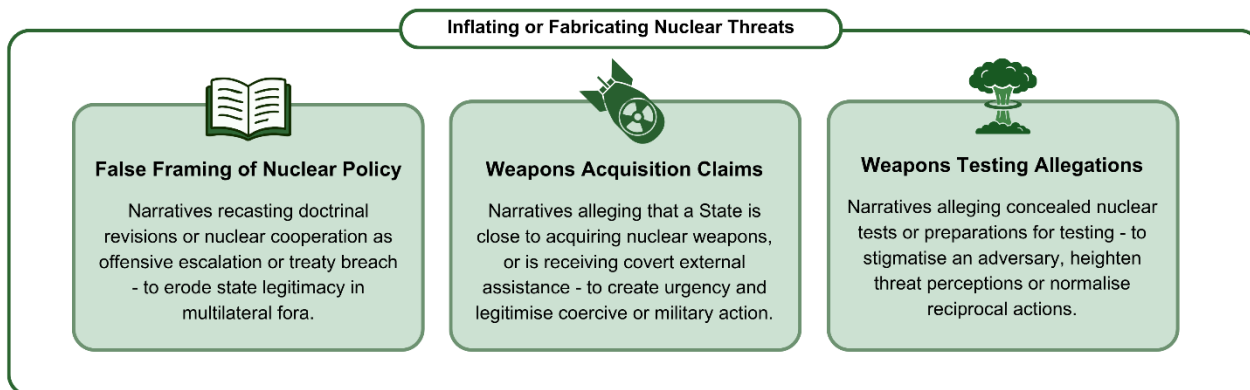 Inflating or Fabricating Nuclear Threats
False Framing of Nuclear Policy
Narratives recasting doctrinal
revisions or nuclear cooperation as
offensive escalation or treaty breach
- to erode state legitimacy in
multilateral fora.
Weapons Acquisition Claims
Narratives alleging that a State is
close to acquiring nuclear weapons,
or is receiving covert external
assistance - to create urgency and
legitimise coercive or military action.
Weapons Testing Allegations
Narratives alleging concealed nuclear
tests or preparations for testing - to
stigmatise an adversary, heighten
threat perceptions or normalise
reciprocal actions.